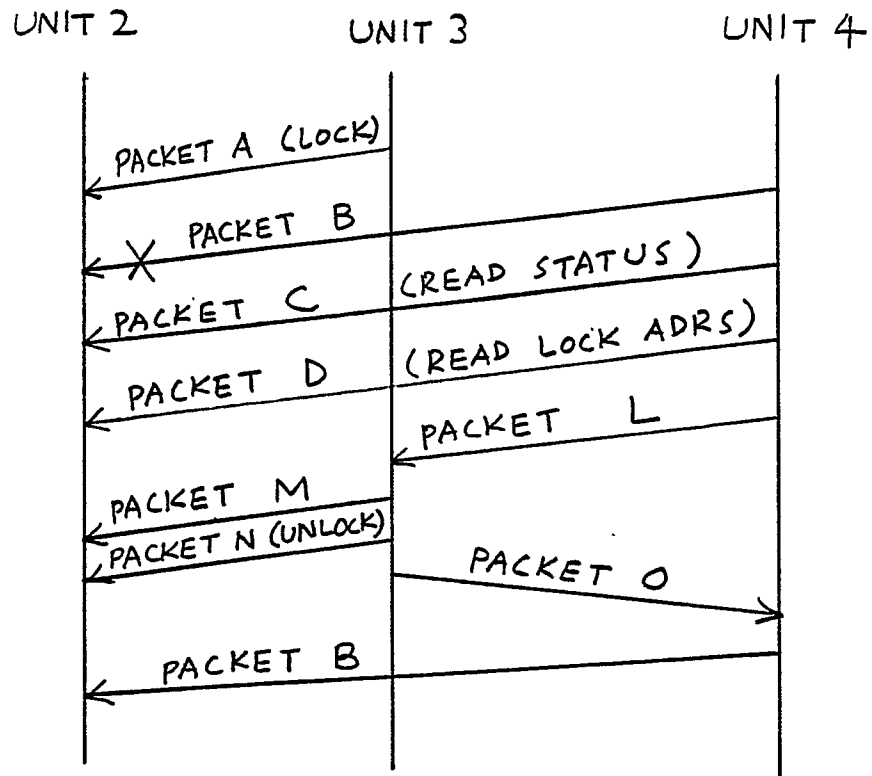 UNIT 2 UNIT 3 UNIT 4
PACKET A (LOCK)
PACKET B
PACKET C (READ STATUS)
PACKET D (READ LOCK ADRS)
PACKET L
PACKET M
PACKET N (UNLOCK)
PACKET O
PACKET B